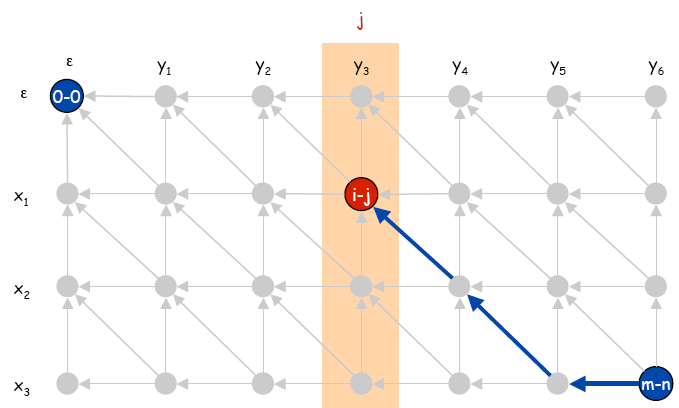 j
ε y₁ y₂ y₃ y₄ y₅ y₆
ε 0-0
x₁ i-j
x₂
x₃ m-n